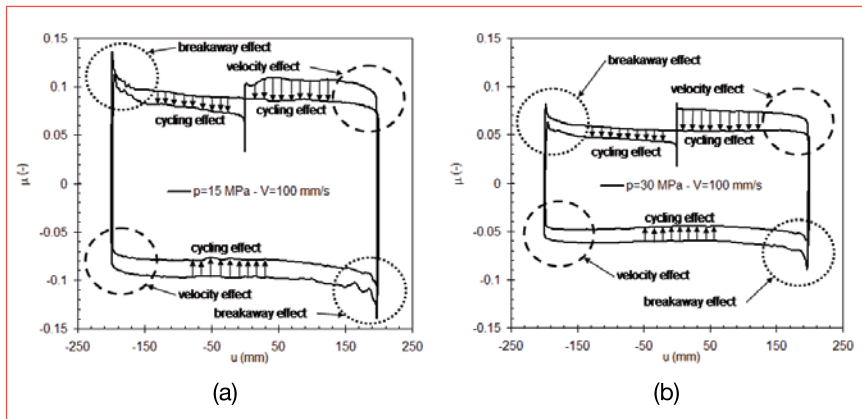 0.15
breakaway effect
velocity effect
0.1
cycling effect
cycling effect
0.05
μ (-)
0
p=15 MPa - V=100 mm/s
-0.05
cycling effect
-0.1
velocity effect
breakaway effect
-0.15
-250 -150 -50 50 150 250
u (mm)
(a)
0.15
breakaway effect
velocity effect
0.1
0.05
cycling effect
cycling effect
μ (-)
0
p=30 MPa - V=100 mm/s
cycling effect
-0.05
velocity effect
-0.1
breakaway effect
-0.15
-250 -150 -50 50 150 250
u (mm)
(b)